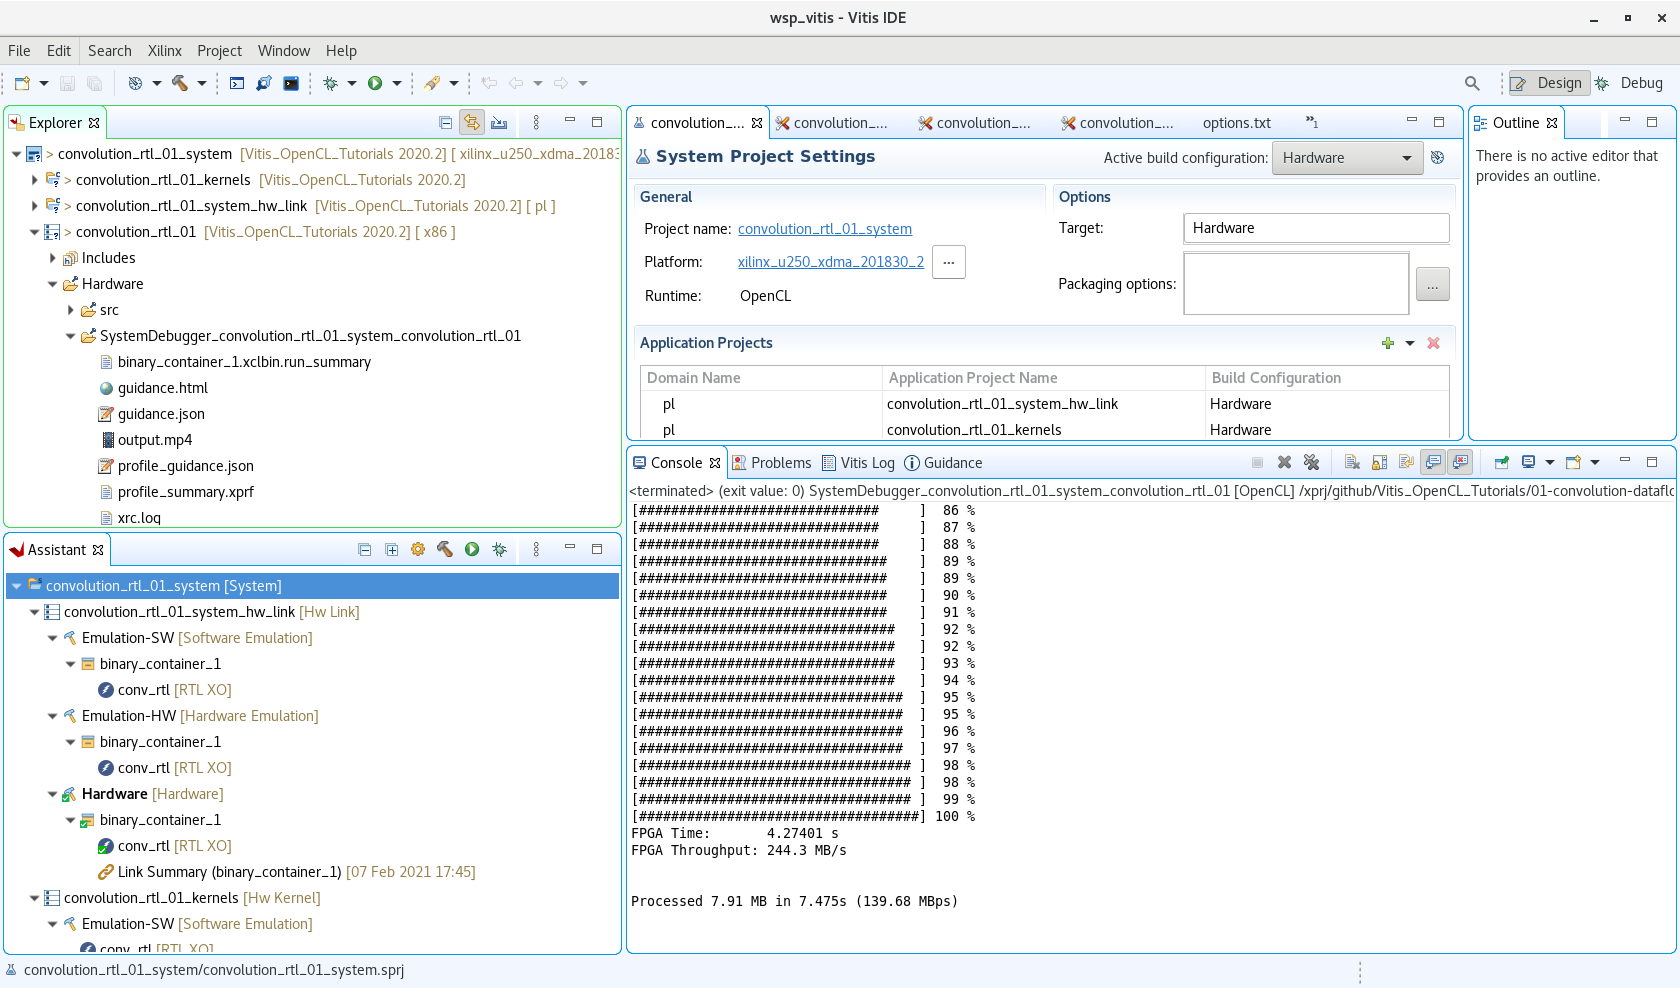 wsp_vitis - Vitis IDE
File Edit Search Xilinx Project Window Help
Design Debug
Explorer
> convolution_rtl_01_system [Vitis_OpenCL_Tutorials 2020.2] [ xilinx_u250_xdma_20183
> convolution_rtl_01_kernels [Vitis_OpenCL_Tutorials 2020.2]
> convolution_rtl_01_system_hw_link [Vitis_OpenCL_Tutorials 2020.2] [ pl ]
> convolution_rtl_01 [Vitis_OpenCL_Tutorials 2020.2] [ x86 ]
Includes
Hardware
src
SystemDebugger_convolution_rtl_01_system_convolution_rtl_01
binary_container_1.xclbin.run_summary
guidance.html
guidance.json
output.mp4
profile_guidance.json
profile_summary.xprf
xrc.log
Assistant
convolution_rtl_01_system [System]
convolution_rtl_01_system_hw_link [Hw Link]
Emulation-SW [Software Emulation]
binary_container_1
conv_rtl [RTL XO]
Emulation-HW [Hardware Emulation]
binary_container_1
conv_rtl [RTL XO]
Hardware [Hardware]
binary_container_1
conv_rtl [RTL XO]
Link Summary (binary_container_1) [07 Feb 2021 17:45]
convolution_rtl_01_kernels [Hw Kernel]
Emulation-SW [Software Emulation]
conv_rtl [RTL XO]
convolution_... convolution_... convolution_... convolution_... options.txt »1
System Project Settings
Active build configuration: Hardware
General
Project name: convolution_rtl_01_system
Platform: xilinx_u250_xdma_201830_2 ...
Runtime: OpenCL
Options
Target: Hardware
Packaging options: ...
Application Projects
Domain Name Application Project Name Build Configuration
pl convolution_rtl_01_system_hw_link Hardware
pl convolution_rtl_01_kernels Hardware
Outline
There is no active editor that
provides an outline.
Console Problems Vitis Log Guidance
<terminated> (exit value: 0) SystemDebugger_convolution_rtl_01_system_convolution_rtl_01 [OpenCL] /xprj/github/Vitis_OpenCL_Tutorials/01-convolution-dataflo
[############################## ] 86 %
[############################## ] 87 %
[############################## ] 88 %
[############################### ] 89 %
[############################### ] 89 %
[############################### ] 90 %
[############################### ] 91 %
[################################ ] 92 %
[################################ ] 92 %
[################################ ] 93 %
[################################ ] 94 %
[################################# ] 95 %
[################################# ] 95 %
[################################# ] 96 %
[################################# ] 97 %
[################################## ] 98 %
[################################## ] 98 %
[################################## ] 99 %
[###################################] 100 %
FPGA Time: 4.27401 s
FPGA Throughput: 244.3 MB/s
Processed 7.91 MB in 7.475s (139.68 MBps)
convolution_rtl_01_system/convolution_rtl_01_system.sprj